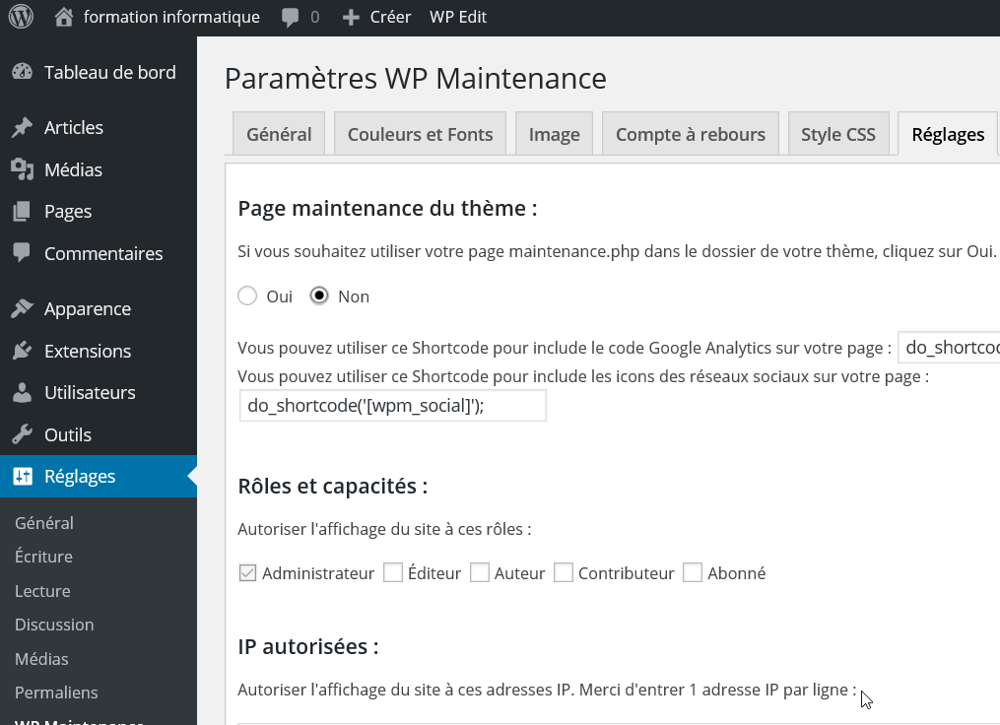 formation informatique 0 Créer WP Edit
Tableau de bord
Articles
Médias
Pages
Commentaires
Apparence
Extensions
Utilisateurs
Outils
Réglages
Général
Écriture
Lecture
Discussion
Médias
Permaliens
WP Maintenance
Paramètres WP Maintenance
Général Couleurs et Fonts Image Compte à rebours Style CSS Réglages
Page maintenance du thème :
Si vous souhaitez utiliser votre page maintenance.php dans le dossier de votre thème, cliquez sur Oui.
Oui Non
Vous pouvez utiliser ce Shortcode pour include le code Google Analytics sur votre page : do_shortco
Vous pouvez utiliser ce Shortcode pour include les icons des réseaux sociaux sur votre page :
do_shortcode('[wpm_social]');
Rôles et capacités :
Autoriser l'affichage du site à ces rôles :
Administrateur Éditeur Auteur Contributeur Abonné
IP autorisées :
Autoriser l'affichage du site à ces adresses IP. Merci d'entrer 1 adresse IP par ligne :